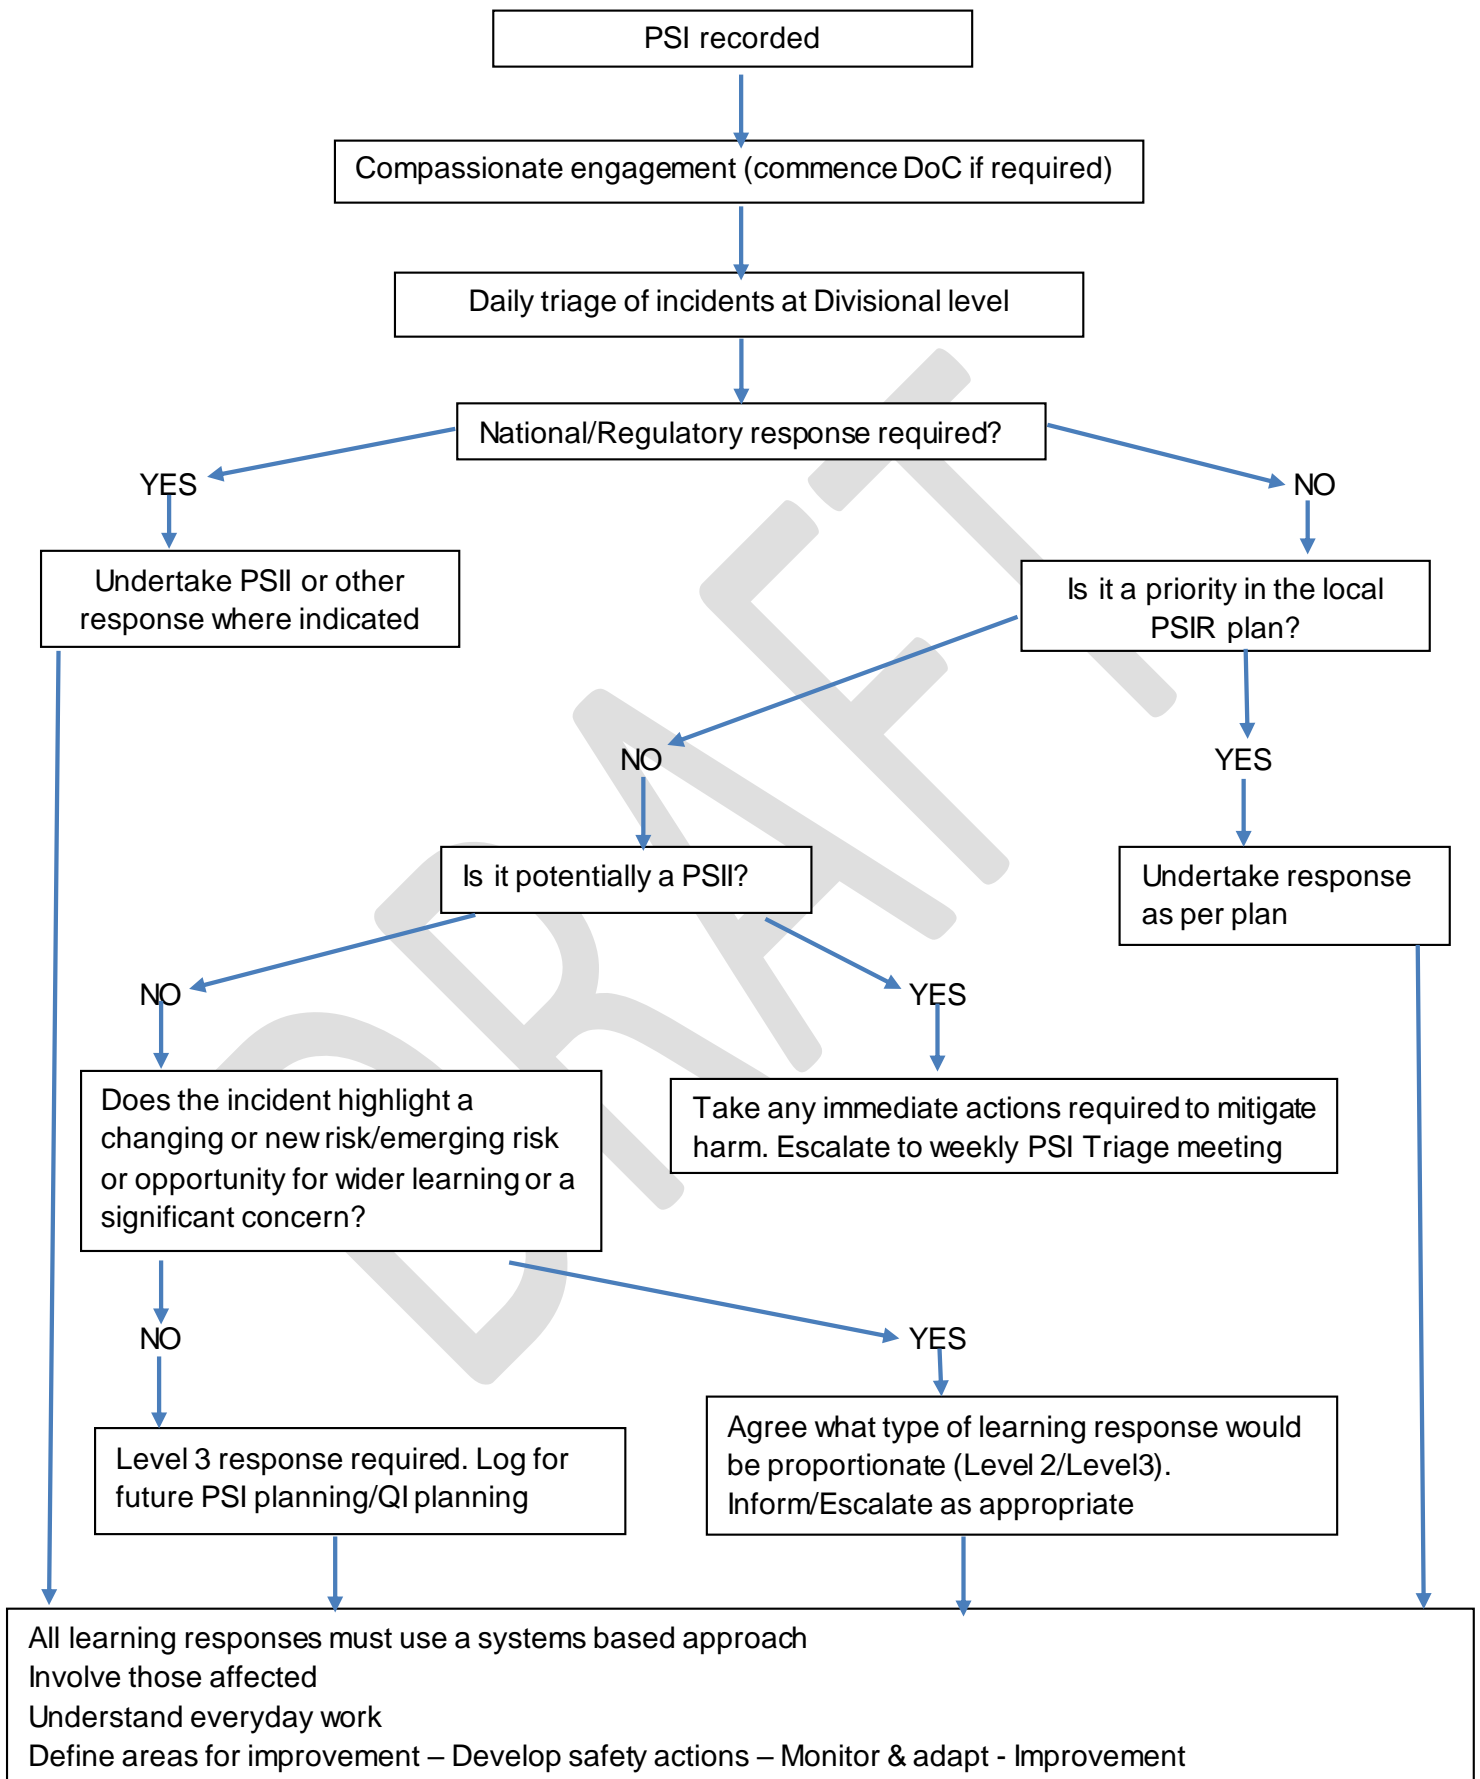 PSI recorded
Compassionate engagement (commence DoC if required)
Daily triage of incidents at Divisional level
National/Regulatory response required?
YES
NO
Undertake PSII or other
response where indicated
Is it a priority in the local
PSIR plan?
NO
YES
Is it potentially a PSII?
Undertake response
as per plan
NO
YES
Does the incident highlight a
changing or new risk/emerging risk
or opportunity for wider learning or a
significant concern?
Take any immediate actions required to mitigate
harm. Escalate to weekly PSI Triage meeting
NO
YES
Level 3 response required. Log for
future PSI planning/QI planning
Agree what type of learning response would
be proportionate (Level 2/Level3).
Inform/Escalate as appropriate
All learning responses must use a systems based approach
Involve those affected
Understand everyday work
Define areas for improvement – Develop safety actions – Monitor & adapt - Improvement
DRAFT